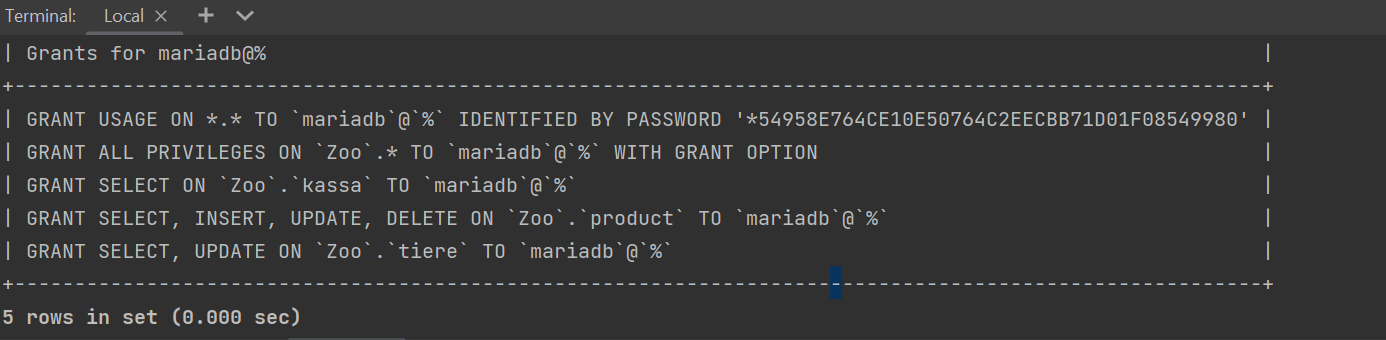 Terminal: Local × +
| Grants for mariadb@% |
+------------------------------------------------------------------------------------------------------+
| GRANT USAGE ON *.* TO `mariadb`@`%` IDENTIFIED BY PASSWORD '*54958E764CE10E50764C2EECBB71D01F08549980' |
| GRANT ALL PRIVILEGES ON `Zoo`.* TO `mariadb`@`%` WITH GRANT OPTION |
| GRANT SELECT ON `Zoo`.`kassa` TO `mariadb`@`%` |
| GRANT SELECT, INSERT, UPDATE, DELETE ON `Zoo`.`product` TO `mariadb`@`%` |
| GRANT SELECT, UPDATE ON `Zoo`.`tiere` TO `mariadb`@`%` |
+------------------------------------------------------------------------------------------------------+
5 rows in set (0.000 sec)